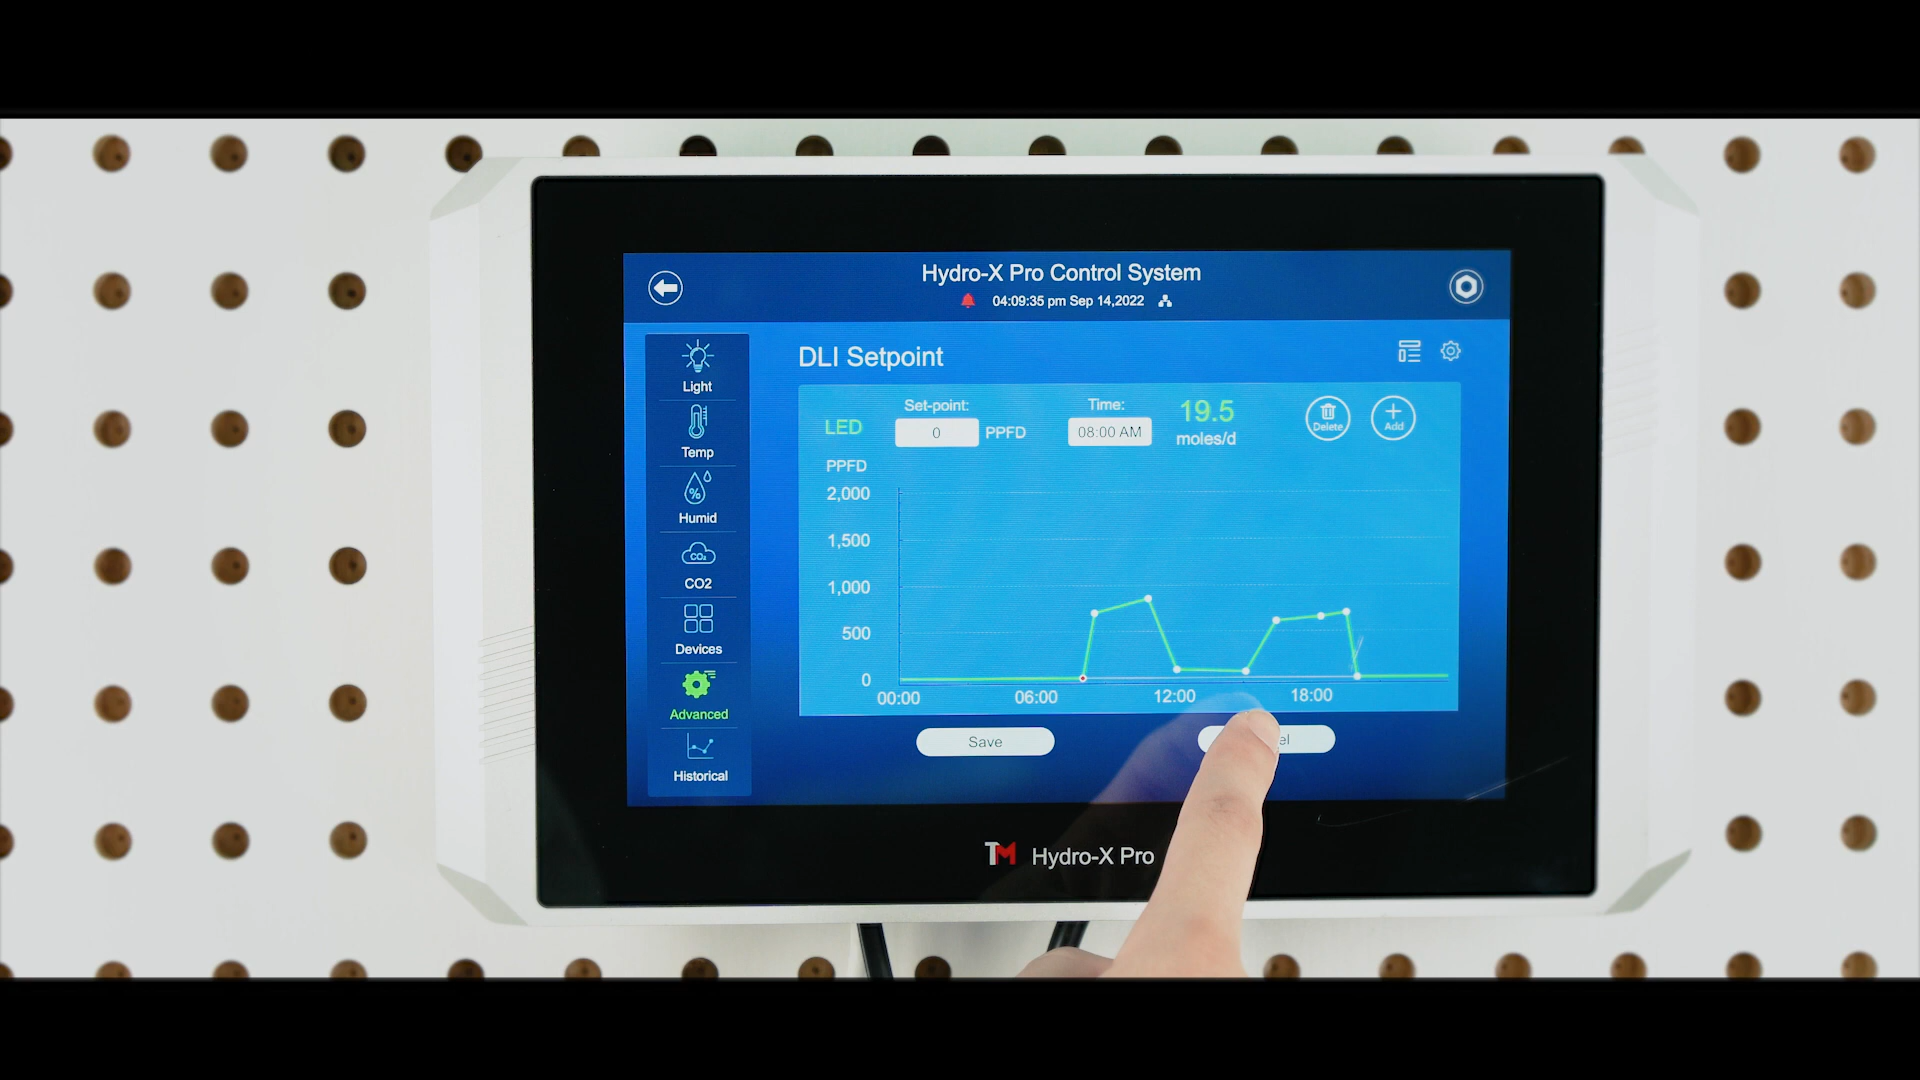 Hydro-X Pro Control System
04:09:35 pm Sep 14,2022
Light
Temp
%
Humid
CO2
CO2
Devices
Advanced
Historical
DLI Setpoint
LED
Set-point:
0 PPFD
Time:
08:00 AM
19.5
moles/d
Delete
Add
PPFD
2,000
1,500
1,000
500
0
00:00 06:00 12:00 18:00
Save
TM Hydro-X Pro